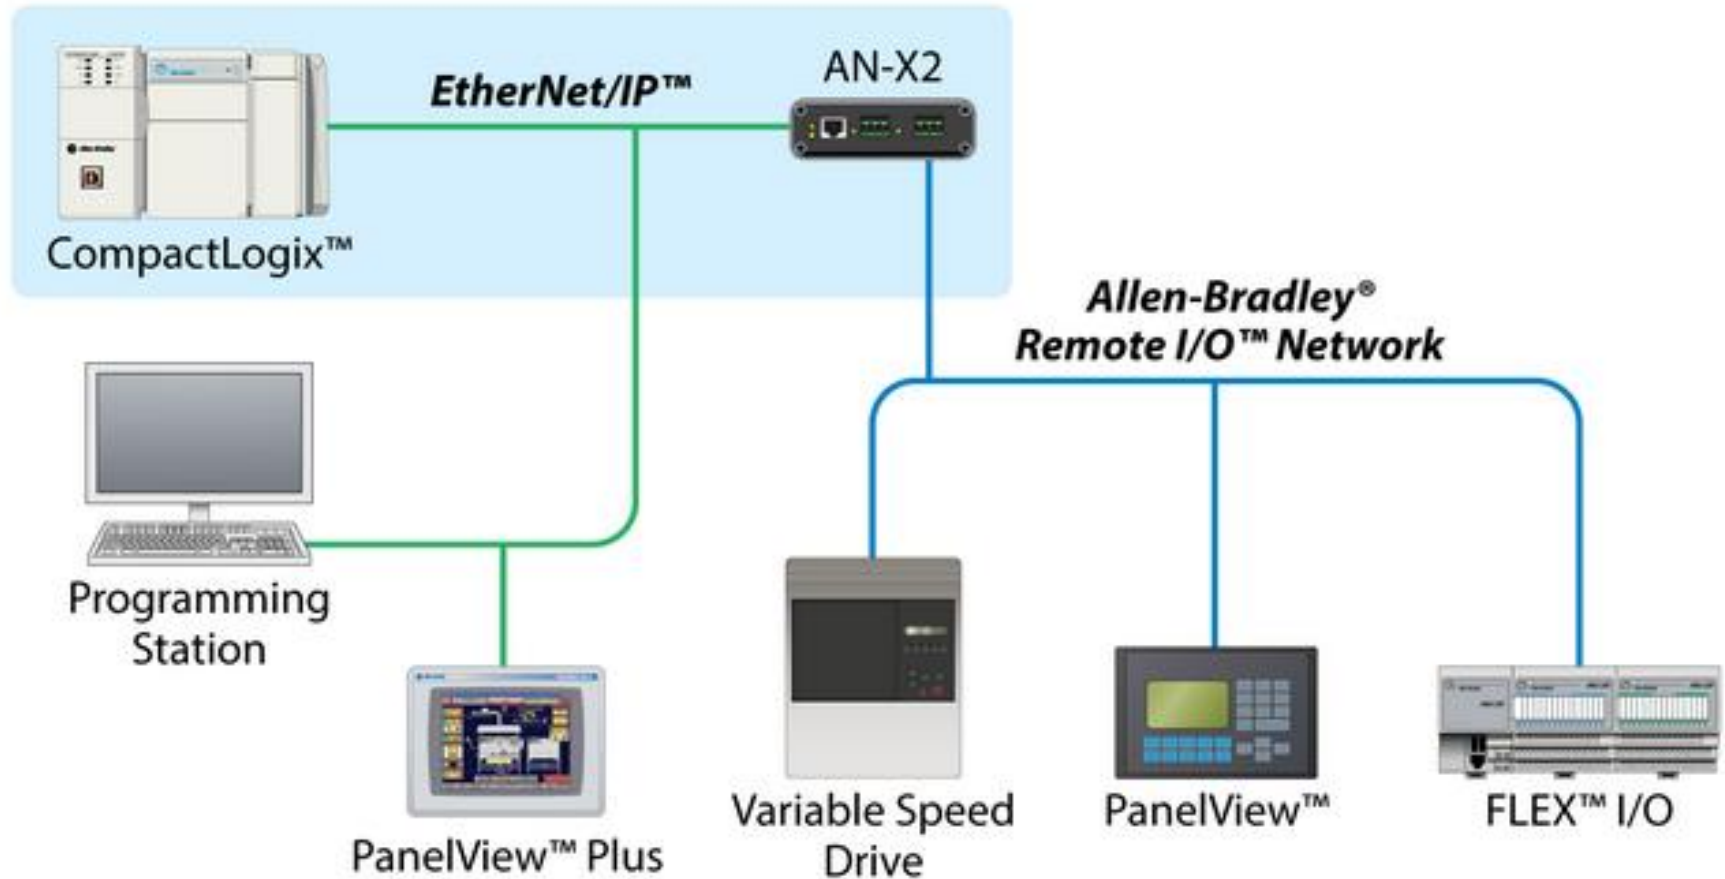 EtherNet/IP™
AN-X2
CompactLogix™
Allen-Bradley®
Remote I/O™ Network
Programming
Station
PanelView™ Plus
Variable Speed
Drive
PanelView™
FLEX™ I/O